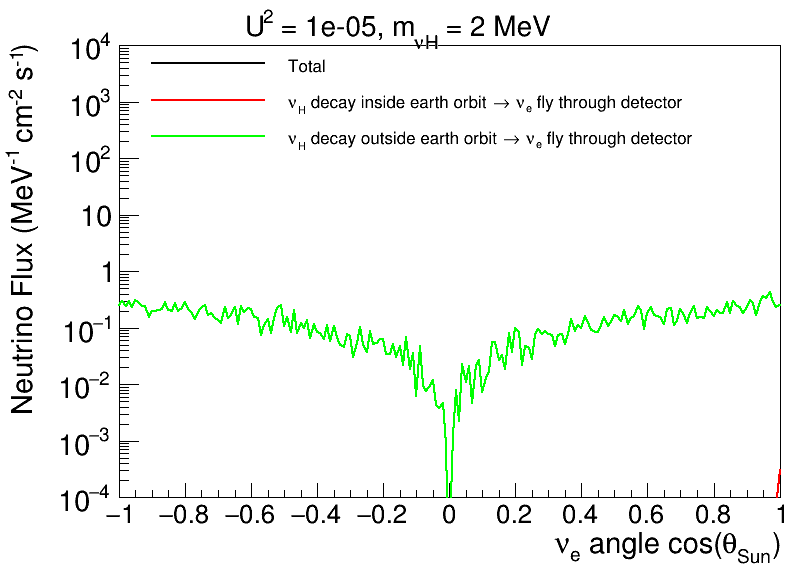 U² = 1e-05, m_νH = 2 MeV
Neutrino Flux (MeV⁻¹ cm⁻² s⁻¹)
10⁴
10³
10²
10
1
10⁻¹
10⁻²
10⁻³
10⁻⁴
Total
ν_H decay inside earth orbit → ν_e fly through detector
ν_H decay outside earth orbit → ν_e fly through detector
−1 −0.8 −0.6 −0.4 −0.2 0 0.2 0.4 0.6 0.8 1
ν_e angle cos(θ_Sun)